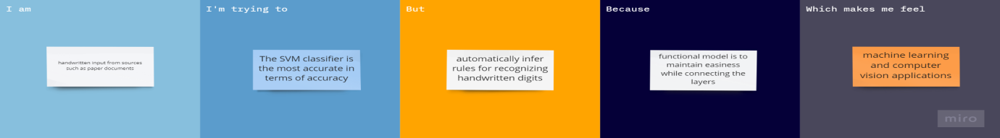 I am
handwritten input from sources
such as paper documents
I'm trying to
The SVM classifier is
the most accurate in
terms of accuracy
But
automatically infer
rules for recognizing
handwritten digits
Because
functional model is to
maintain easiness
while connecting the
layers
Which makes me feel
machine learning
and computer
vision applications
miro